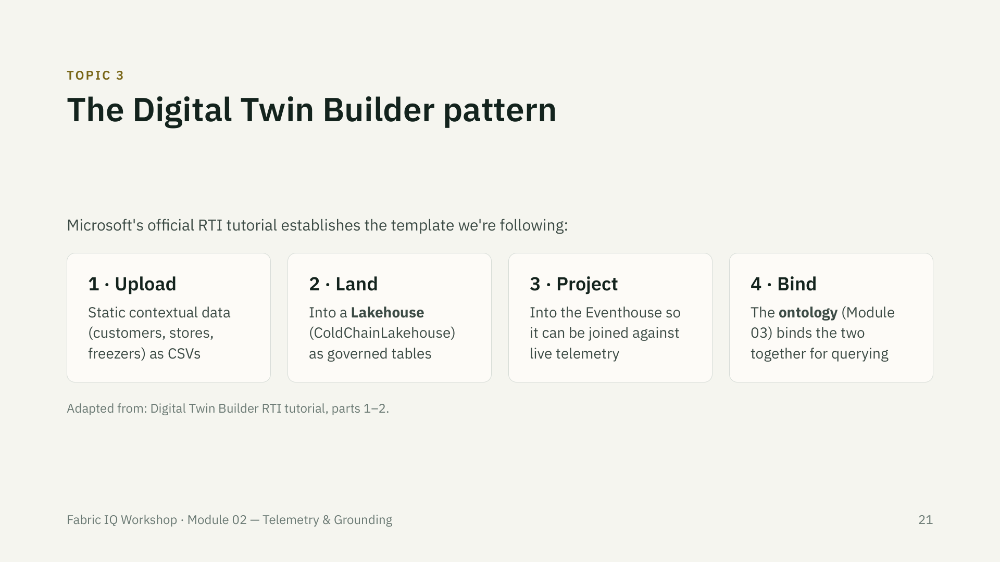 TOPIC 3
The Digital Twin Builder pattern
Microsoft's official RTI tutorial establishes the template we're following:
1 · Upload
Static contextual data
(customers, stores,
freezers) as CSVs
2 · Land
Into a Lakehouse
(ColdChainLakehouse)
as governed tables
3 · Project
Into the Eventhouse so
it can be joined against
live telemetry
4 · Bind
The ontology (Module
03) binds the two
together for querying
Adapted from: Digital Twin Builder RTI tutorial, parts 1–2.
Fabric IQ Workshop · Module 02 — Telemetry & Grounding
21